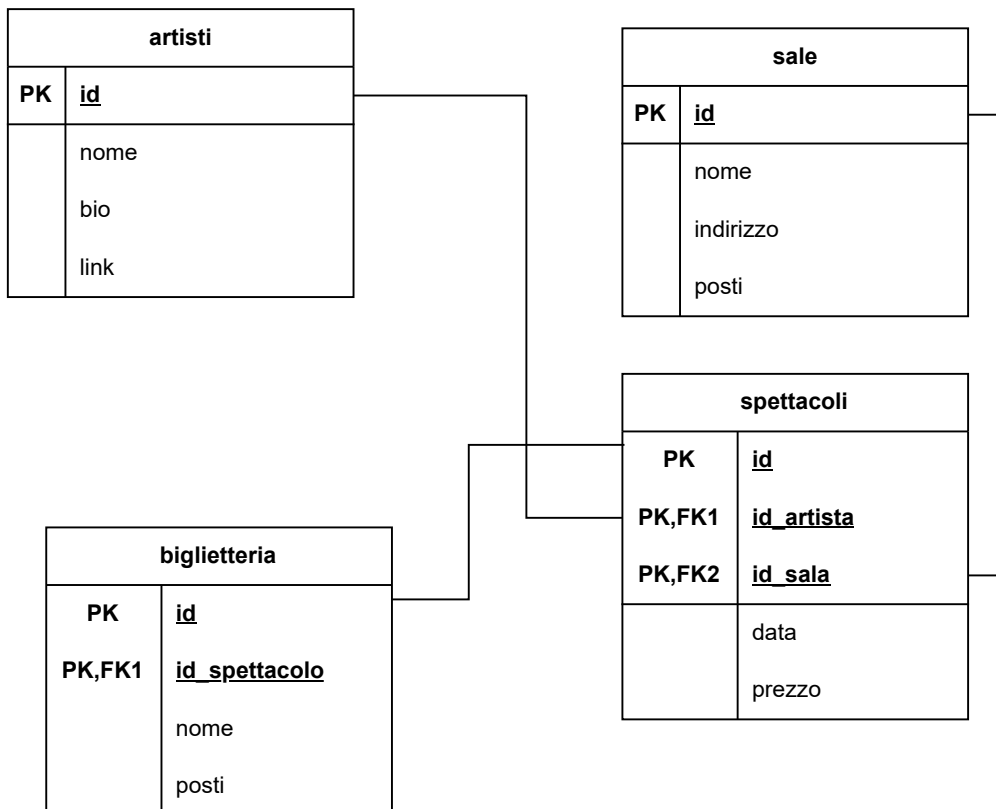 artisti
PK id
nome
bio
link
sale
PK id
nome
indirizzo
posti
spettacoli
PK id
PK,FK1 id_artista
PK,FK2 id_sala
data
prezzo
biglietteria
PK id
PK,FK1 id_spettacolo
nome
posti